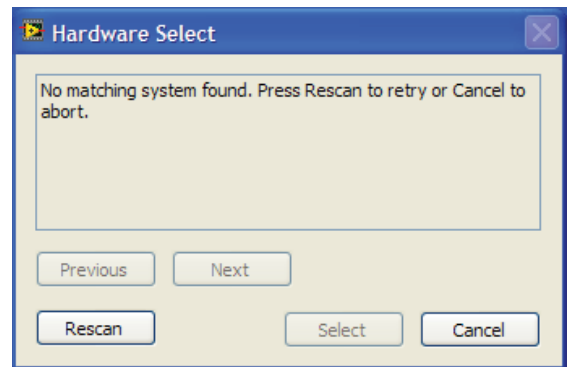 Hardware Select
No matching system found. Press Rescan to retry or Cancel to
abort.
Previous
Next
Rescan
Select
Cancel